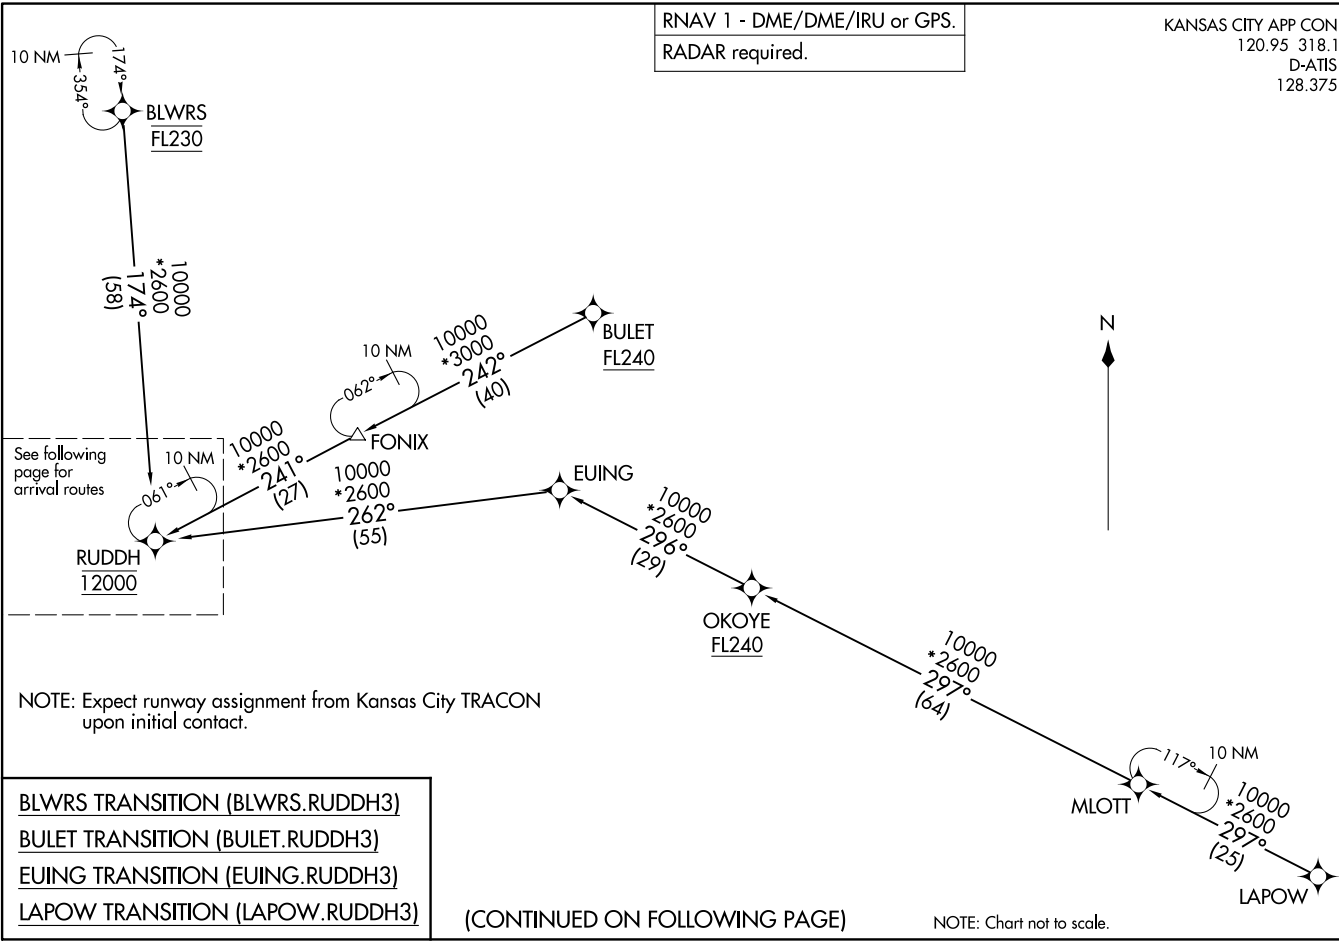 RNAV 1 - DME/DME/IRU or GPS.
RADAR required.
KANSAS CITY APP CON
120.95 318.1
D-ATIS
128.375
10 NM
174°
354°
BLWRS
FL230
10000
*2600
174°
(58)
BULET
FL240
10000
*3000
242°
(40)
10 NM
062°
FONIX
N
See following
page for
arrival routes
10 NM
061°
10000
*2600
241°
(27)
10000
*2600
262°
(55)
EUING
RUDDH
12000
10000
*2600
296°
(29)
OKOYE
FL240
10000
*2600
297°
(64)
NOTE: Expect runway assignment from Kansas City TRACON
upon initial contact.
117°
10 NM
MLOTT
10000
*2600
297°
(25)
LAPOW
BLWRS TRANSITION (BLWRS.RUDDH3)
BULET TRANSITION (BULET.RUDDH3)
EUING TRANSITION (EUING.RUDDH3)
LAPOW TRANSITION (LAPOW.RUDDH3)
(CONTINUED ON FOLLOWING PAGE)
NOTE: Chart not to scale.